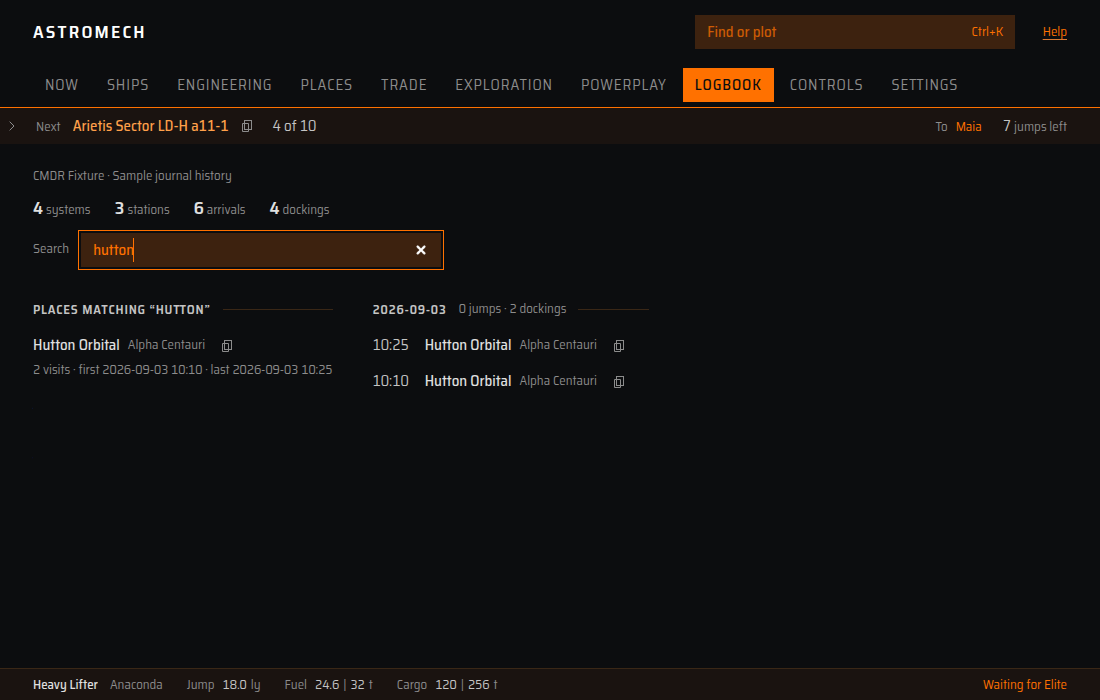 ASTROMECH
Find or plot Ctrl+K
Help
NOW SHIPS ENGINEERING PLACES TRADE EXPLORATION POWERPLAY LOGBOOK CONTROLS SETTINGS
Next Arietis Sector LD-H a11-1 4 of 10 To Maia 7 jumps left
CMDR Fixture · Sample journal history
4 systems 3 stations 6 arrivals 4 dockings
Search hutton
PLACES MATCHING “HUTTON”
Hutton Orbital Alpha Centauri
2 visits · first 2026-09-03 10:10 · last 2026-09-03 10:25
2026-09-03 0 jumps · 2 dockings
10:25 Hutton Orbital Alpha Centauri
10:10 Hutton Orbital Alpha Centauri
Heavy Lifter Anaconda Jump 18.0 ly Fuel 24.6 | 32 t Cargo 120 | 256 t Waiting for Elite